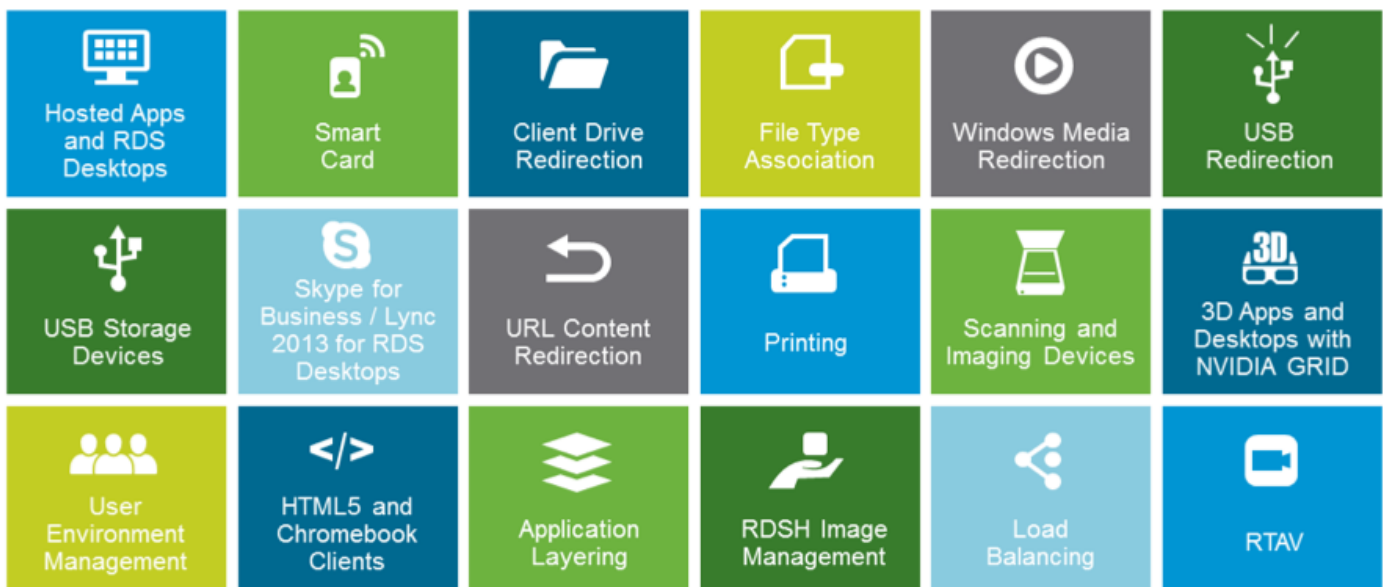 Hosted Apps
and RDS
Desktops
Smart
Card
Client Drive
Redirection
File Type
Association
Windows Media
Redirection
USB
Redirection
USB Storage
Devices
S
Skype for
Business / Lync
2013 for RDS
Desktops
URL Content
Redirection
Printing
Scanning and
Imaging Devices
3D
3D Apps and
Desktops with
NVIDIA GRID
User
Environment
Management
</>
HTML5 and
Chromebook
Clients
Application
Layering
RDSH Image
Management
Load
Balancing
RTAV